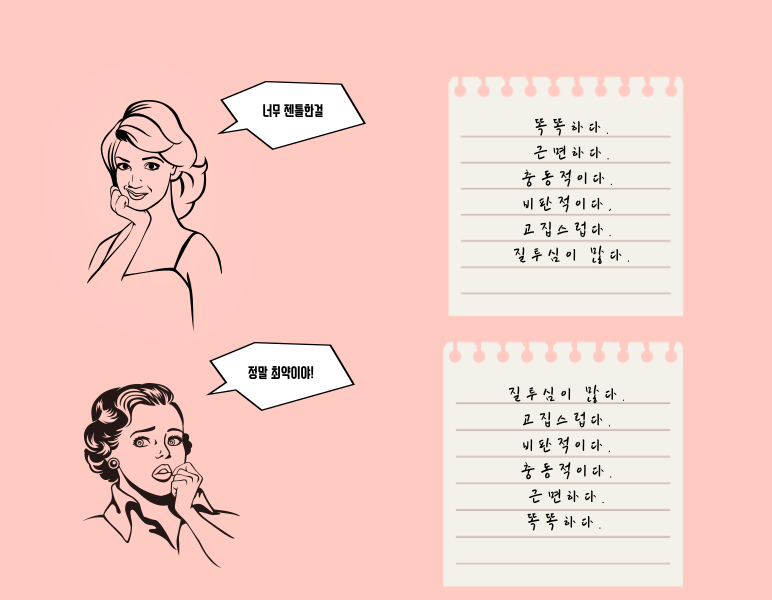 너무 젠틀한걸
똑똑하다.
근면하다.
충동적이다.
비판적이다.
고집스럽다.
질투심이 많다.
정말 최악이야!
질투심이 많다.
고집스럽다.
비판적이다.
충동적이다.
근면하다.
똑똑하다.